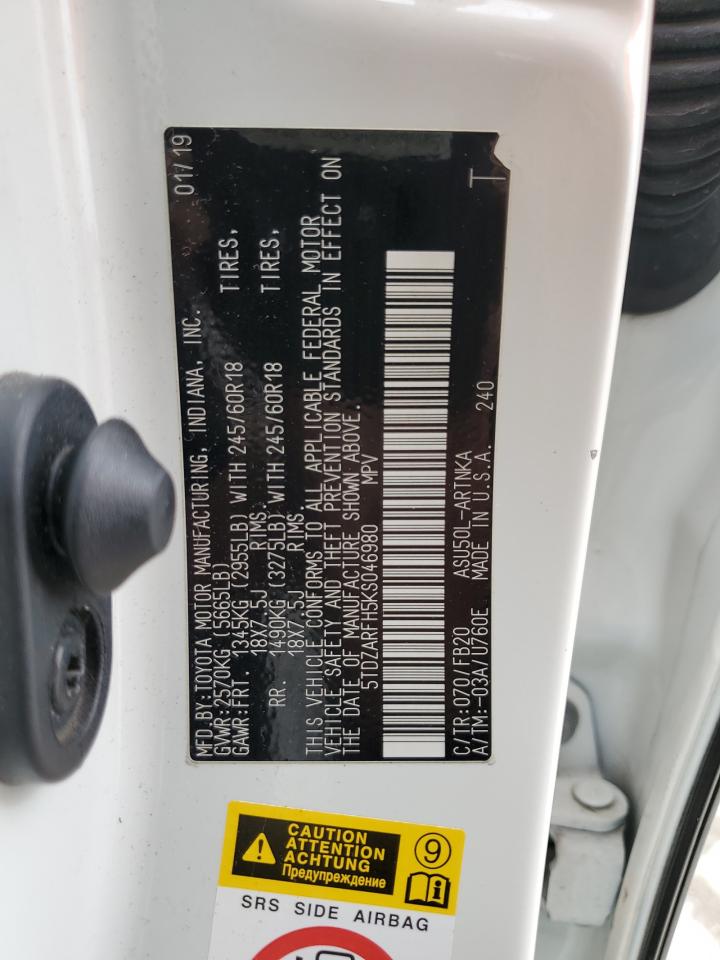 MFD.BY:TOYOTA MOTOR MANUFACTURING, INDIANA, INC. 01/19
GVWR:2570KG (5665LB)
GAWR:FRT. 1345KG (2955LB) WITH 245/60R18 TIRES,
18X7.5J RIMS.
RR. 1490KG (3275LB) WITH 245/60R18 TIRES,
18X7.5J RIMS.
THIS VEHICLE CONFORMS TO ALL APPLICABLE FEDERAL MOTOR
VEHICLE SAFETY AND THEFT PREVENTION STANDARDS IN EFFECT ON
THE DATE OF MANUFACTURE SHOWN ABOVE.
5TDZARFH5KS046980 MPV
C/TR:070/FB20 ASU50L-ARTNKA
A/TM:-03A/U760E MADE IN U.S.A. 240
T
CAUTION
ATTENTION
ACHTUNG
Предупреждение
9
i
SRS SIDE AIRBAG